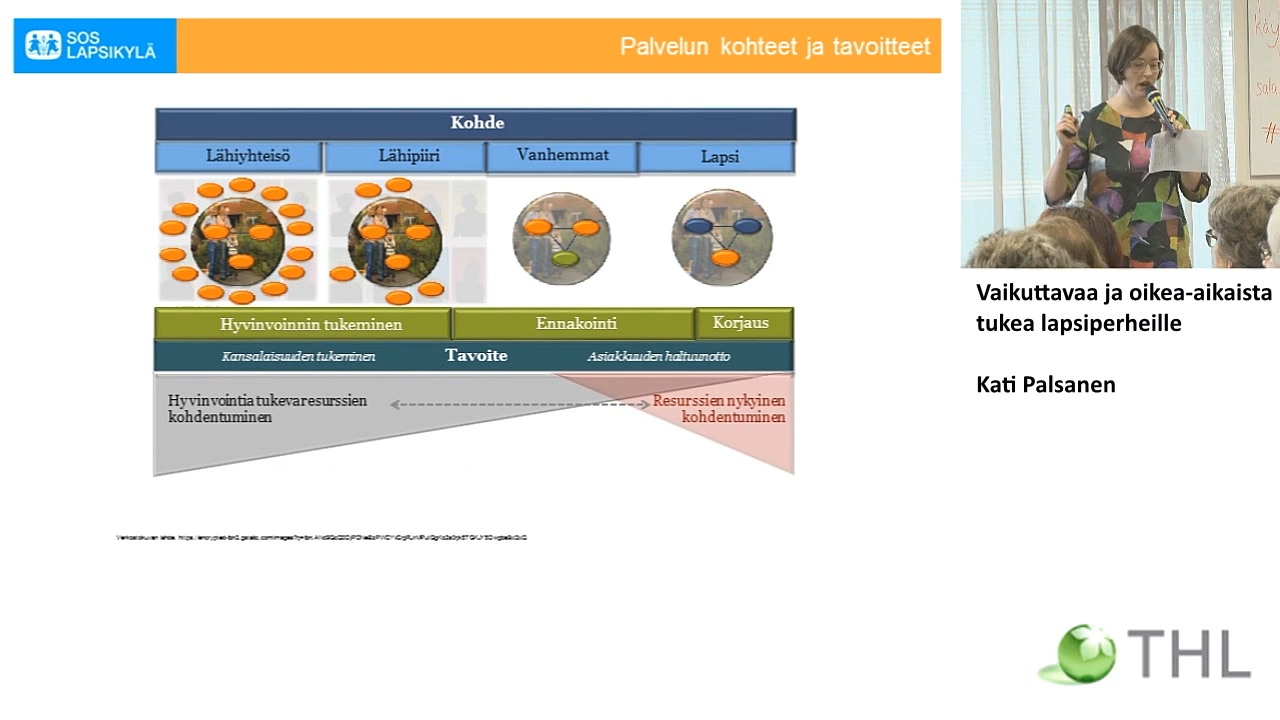 SOS
LAPSIKYLÄ
Palvelun kohteet ja tavoitteet
Kohde
Lähiyhteisö
Lähipiiri
Vanhemmat
Lapsi
Hyvinvoinnin tukeminen
Ennakointi
Korjaus
Kansalaisuuden tukeminen
Tavoite
Asiakkuuden haltuunotto
Hyvinvointia tukeva resurssien
kohdentuminen
Resurssien nykyinen
kohdentuminen
Vaikuttavaa ja oikea-aikaista
tukea lapsiperheille
Kati Palsanen
THL
#